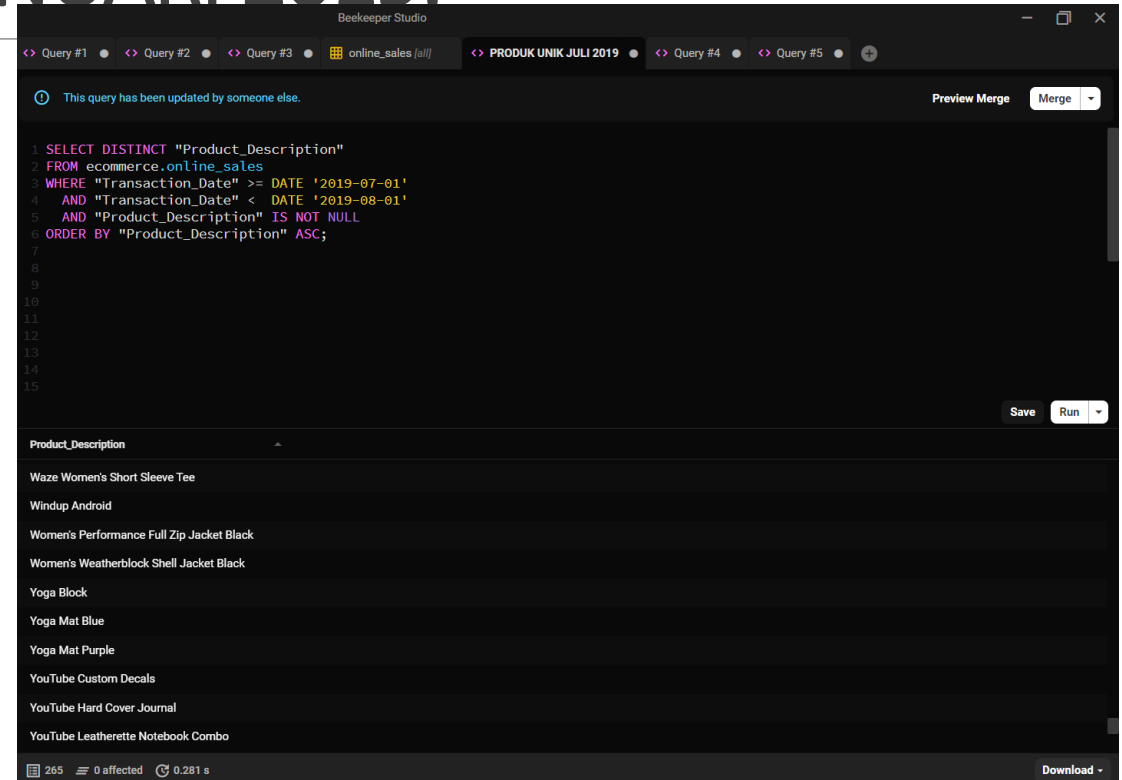 Beekeeper Studio
Query #1 Query #2 Query #3 online_sales [all] PRODUK UNIK JULI 2019 Query #4 Query #5
This query has been updated by someone else. Preview Merge Merge
1 SELECT DISTINCT "Product_Description"
2 FROM ecommerce.online_sales
3 WHERE "Transaction_Date" >= DATE '2019-07-01'
4 AND "Transaction_Date" < DATE '2019-08-01'
5 AND "Product_Description" IS NOT NULL
6 ORDER BY "Product_Description" ASC;
7
8
9
10
11
12
13
14
15
Save Run
Product_Description
Waze Women's Short Sleeve Tee
Windup Android
Women's Performance Full Zip Jacket Black
Women's Weatherblock Shell Jacket Black
Yoga Block
Yoga Mat Blue
Yoga Mat Purple
YouTube Custom Decals
YouTube Hard Cover Journal
YouTube Leatherette Notebook Combo
265 0 affected 0.281 s Download